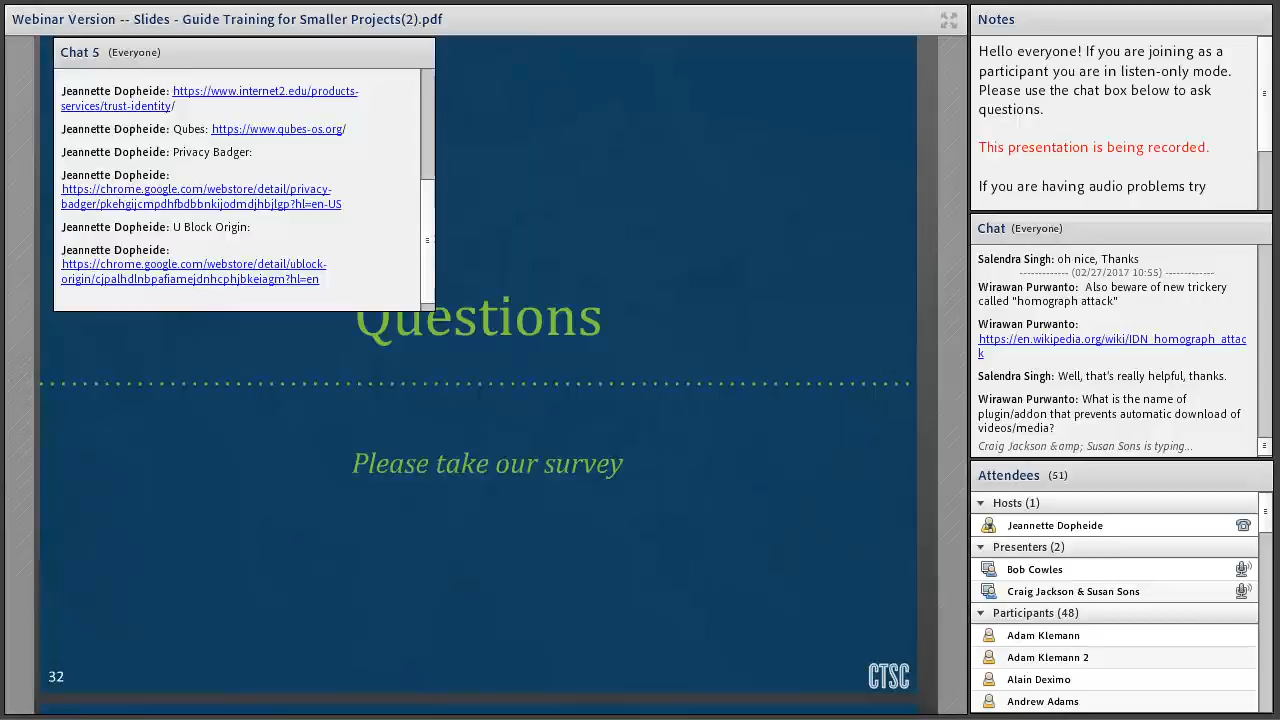 Webinar Version -- Slides - Guide Training for Smaller Projects(2).pdf
Chat 5 (Everyone)
Jeannette Dopheide: https://www.internet2.edu/products-
services/trust-identity/
Jeannette Dopheide: Qubes: https://www.qubes-os.org/
Jeannette Dopheide: Privacy Badger:
Jeannette Dopheide:
https://chrome.google.com/webstore/detail/privacy-
badger/pkehgijcmpdhfbdbbnkijodmdjhbjlgp?hl=en-US
Jeannette Dopheide: U Block Origin:
Jeannette Dopheide:
https://chrome.google.com/webstore/detail/ublock-
origin/cjpalhdlnbpafiamejdnhcphjbkeiagm?hl=en
Questions
Please take our survey
32
CTSC
Notes
Hello everyone! If you are joining as a
participant you are in listen-only mode.
Please use the chat box below to ask
questions.
This presentation is being recorded.
If you are having audio problems try
Chat (Everyone)
Salendra Singh: oh nice, Thanks
------------- (02/27/2017 10:55) -------------
Wirawan Purwanto: Also beware of new trickery
called "homograph attack"
Wirawan Purwanto:
https://en.wikipedia.org/wiki/IDN_homograph_attac
k
Salendra Singh: Well, that's really helpful, thanks.
Wirawan Purwanto: What is the name of
plugin/addon that prevents automatic download of
videos/media?
Craig Jackson &amp; Susan Sons is typing...
Attendees (51)
Hosts (1)
Jeannette Dopheide
Presenters (2)
Bob Cowles
Craig Jackson & Susan Sons
Participants (48)
Adam Klemann
Adam Klemann 2
Alain Deximo
Andrew Adams